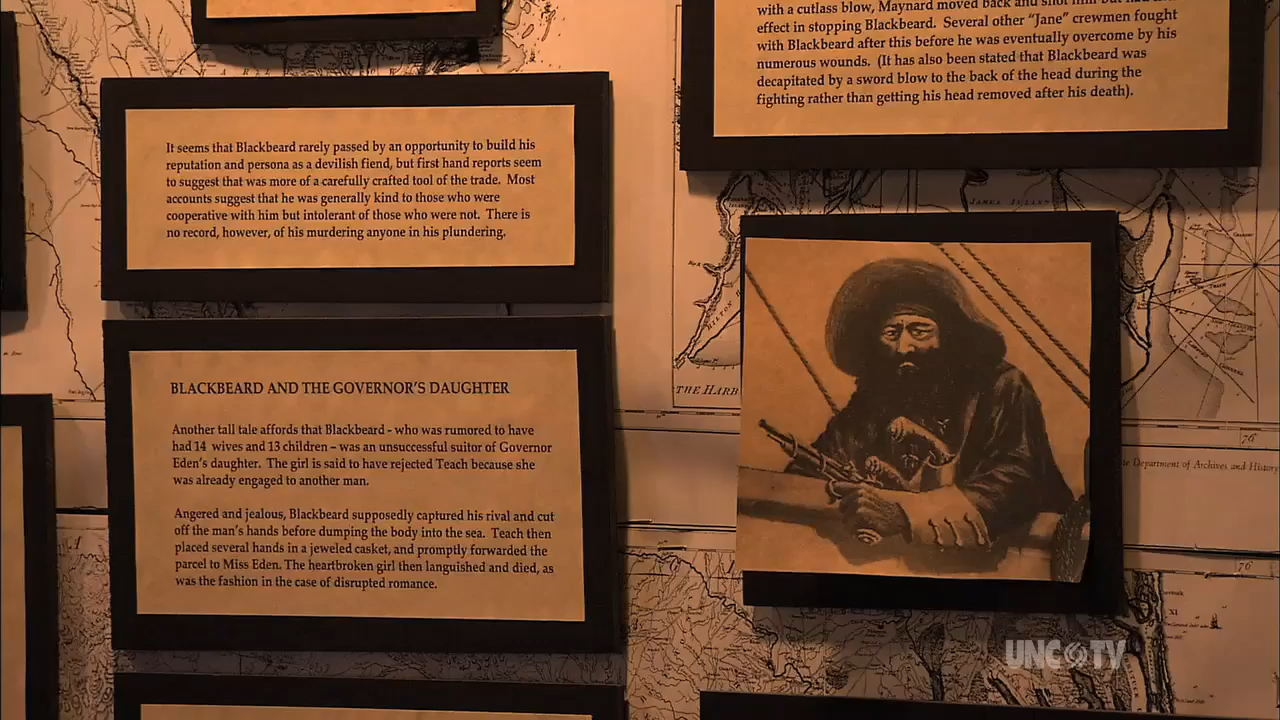 It seems that Blackbeard rarely passed by an opportunity to build his
reputation and persona as a devilish fiend, but first hand reports seem
to suggest that was more of a carefully crafted tool of the trade. Most
accounts suggest that he was generally kind to those who were
cooperative with him but intolerant of those who were not. There is
no record, however, of his murdering anyone in his plundering.
BLACKBEARD AND THE GOVERNOR'S DAUGHTER
Another tall tale affords that Blackbeard - who was rumored to have
had 14 wives and 13 children – was an unsuccessful suitor of Governor
Eden's daughter. The girl is said to have rejected Teach because she
was already engaged to another man.
Angered and jealous, Blackbeard supposedly captured his rival and cut
off the man's hands before dumping the body into the sea. Teach then
placed several hands in a jeweled casket, and promptly forwarded the
parcel to Miss Eden. The heartbroken girl then languished and died, as
was the fashion in the case of disrupted romance.
with a cutlass blow, Maynard moved back and shot him but had
effect in stopping Blackbeard. Several other "Jane" crewmen fought
with Blackbeard after this before he was eventually overcome by his
numerous wounds. (It has also been stated that Blackbeard was
decapitated by a sword blow to the back of the head during the
fighting rather than getting his head removed after his death).
THE HARB
76°
Department of Archives and History
76°
UNC TV